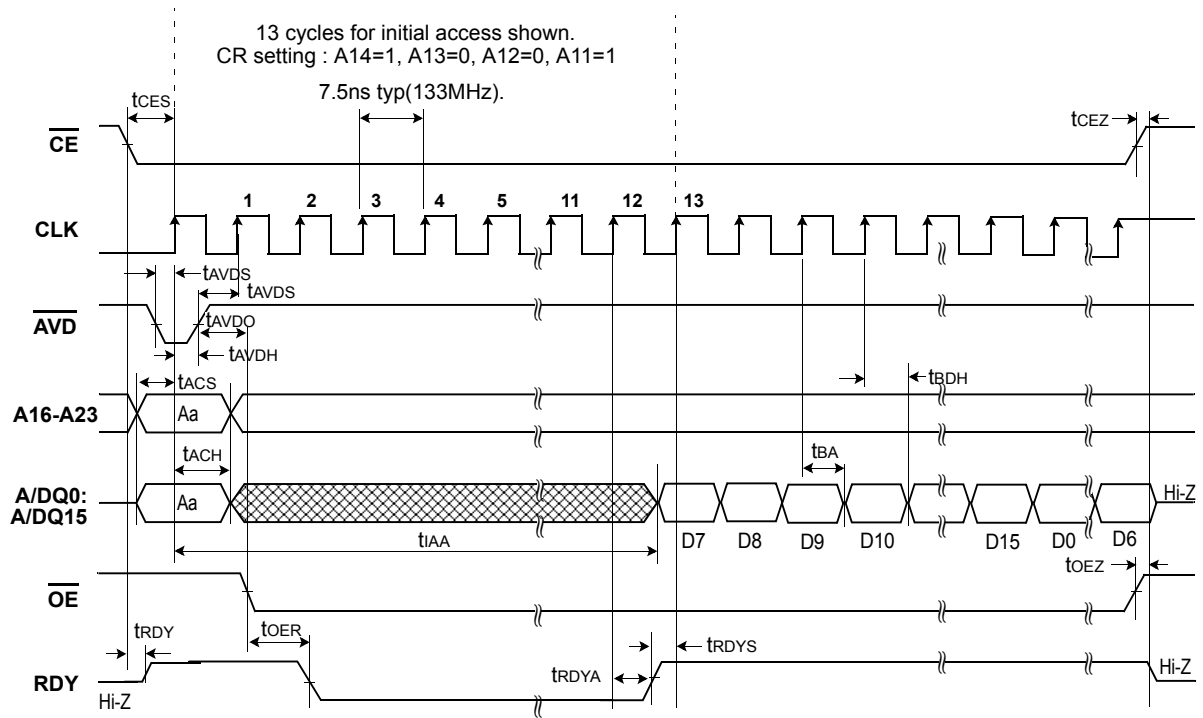 13 cycles for initial access shown.
CR setting : A14=1, A13=0, A12=0, A11=1
7.5ns typ(133MHz).
tCES
tCEZ
CE
1 2 3 4 5 11 12 13
CLK
tAVDS
tAVDS
AVD
tAVDO
tAVDH
tACS
tBDH
A16-A23
Aa
tACH
tBA
A/DQ0:
A/DQ15
Aa
Hi-Z
tIAA
D7 D8 D9 D10 D15 D0 D6
OE
tOEZ
tRDY
tOER
tRDYS
tRDYA
RDY
Hi-Z
Hi-Z